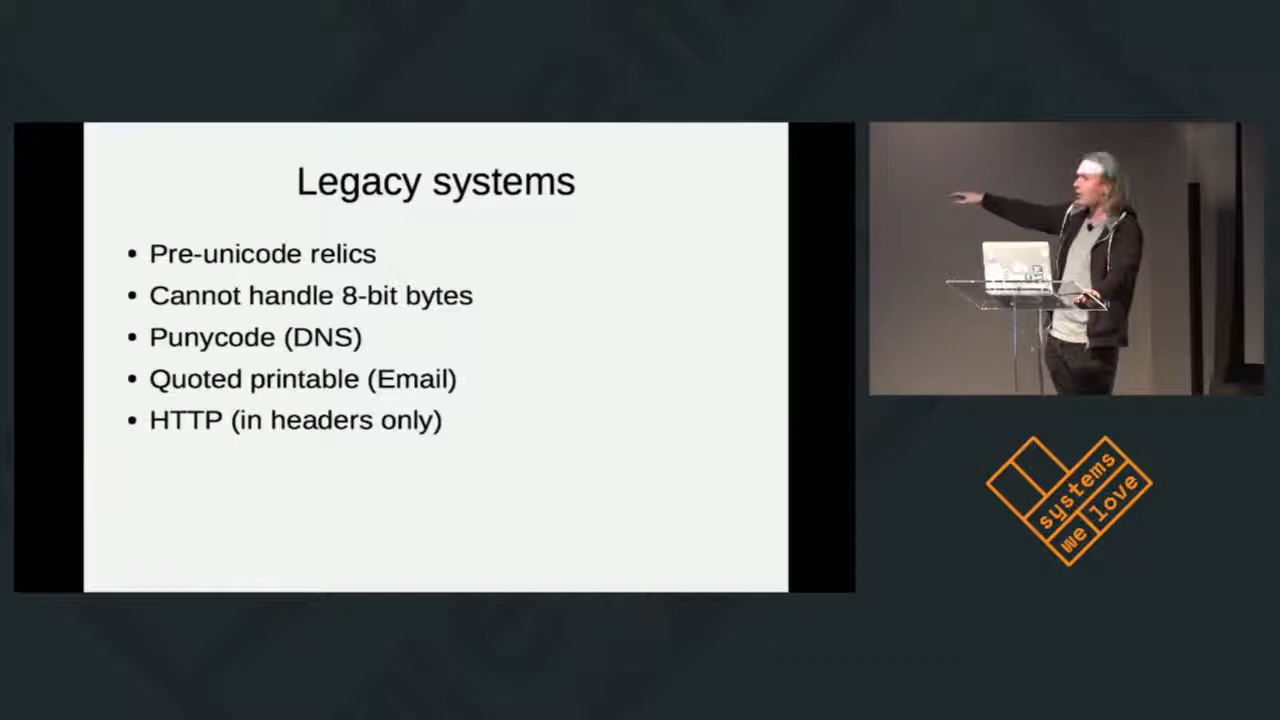 Legacy systems
• Pre-unicode relics
• Cannot handle 8-bit bytes
• Punycode (DNS)
• Quoted printable (Email)
• HTTP (in headers only)
systems
we love